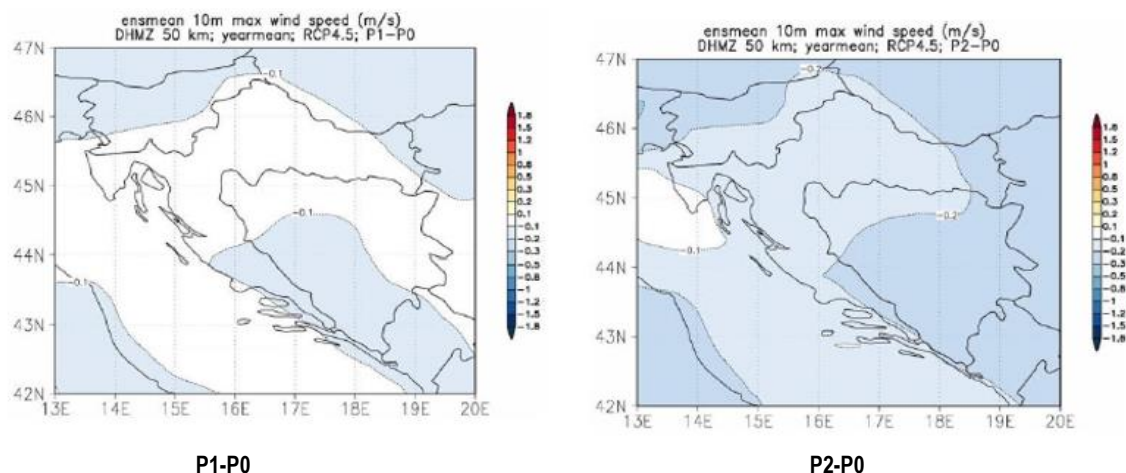 ensmean 10m max wind speed (m/s)
DHMZ 50 km; yearmean; RCP4.5; P1-P0
47N
46N
45N
44N
43N
42N
13E 14E 15E 16E 17E 18E 19E 20E
-0.1
-0.1
-0.1
1.8
1.5
1.2
1
0.8
0.5
0.3
0.2
0.1
-0.1
-0.2
-0.3
-0.5
-0.8
-1
-1.2
-1.5
-1.8
P1-P0
ensmean 10m max wind speed (m/s)
DHMZ 50 km; yearmean; RCP4.5; P2-P0
47N
46N
45N
44N
43N
42N
13E 14E 15E 16E 17E 18E 19E 20E
-0.2
-0.1
-0.1
-0.2
1.8
1.5
1.2
1
0.8
0.5
0.3
0.2
0.1
-0.1
-0.2
-0.3
-0.5
-0.8
-1
-1.2
-1.5
-1.8
P2-P0